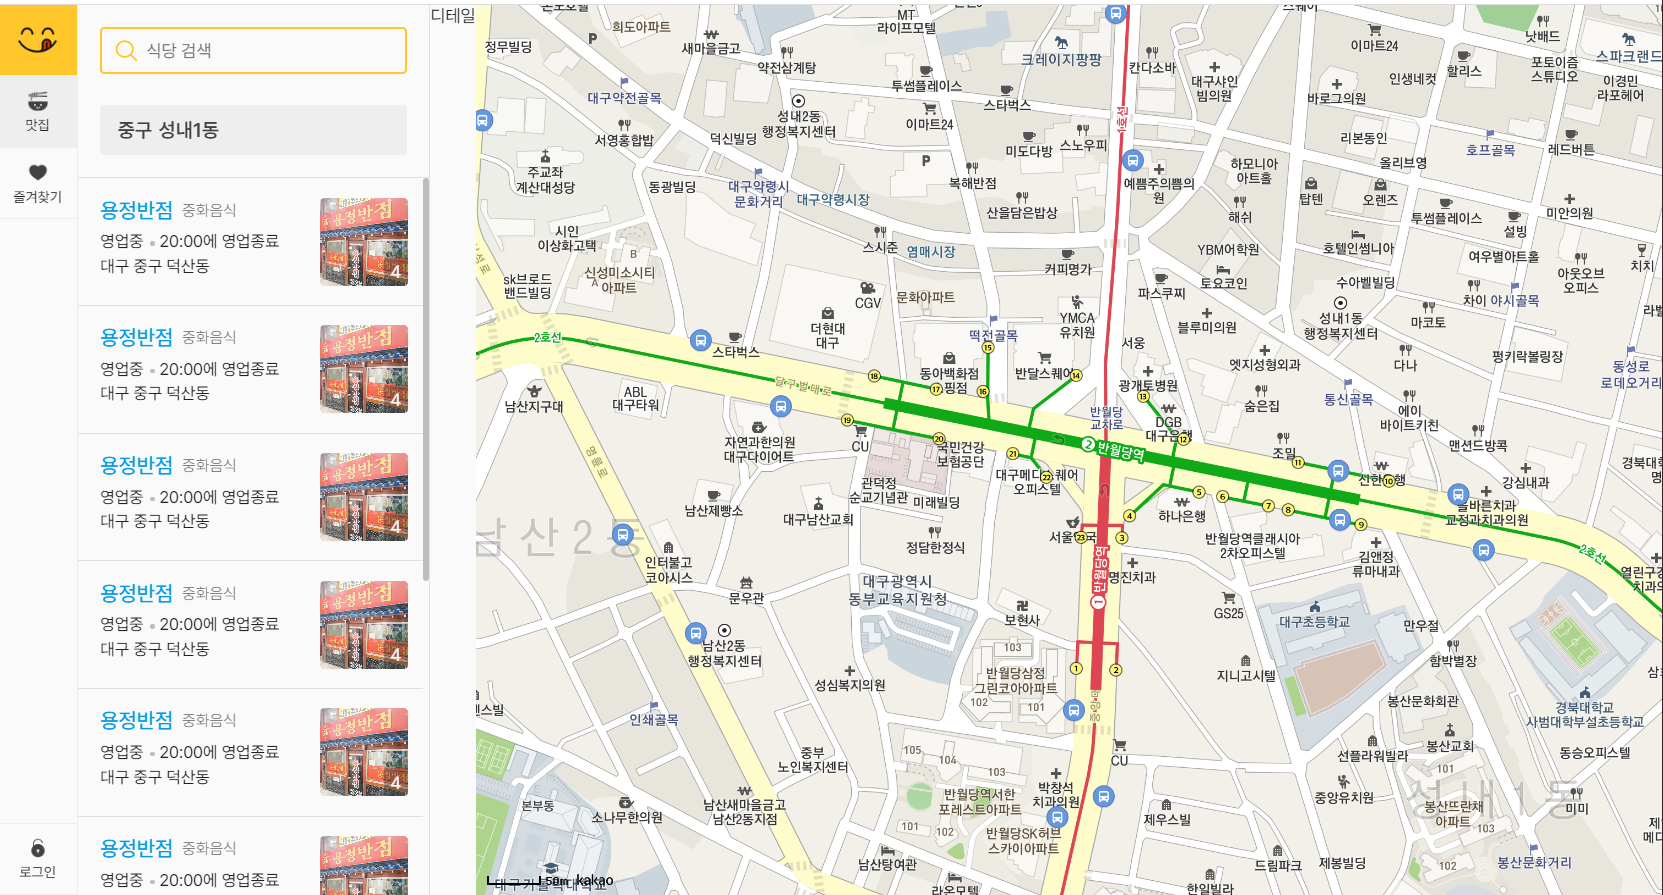 식당 검색
디테일
맛집
중구 성내1동
즐겨찾기
용정반점 중화음식
영업중 20:00에 영업종료
대구 중구 덕산동
4
용정반점 중화음식
영업중 20:00에 영업종료
대구 중구 덕산동
4
용정반점 중화음식
영업중 20:00에 영업종료
대구 중구 덕산동
4
용정반점 중화음식
영업중 20:00에 영업종료
대구 중구 덕산동
4
용정반점 중화음식
영업중 20:00에 영업종료
대구 중구 덕산동
4
용정반점 중화음식
영업중 20:00에 영업종료
로그인
희도아파트
MT
라이프모텔
정무빌딩
새마을금고
약전삼계탕
크레이지팡팡
칸다소바
이마트24
낫배드
스파크랜드
대구약전골목
투썸플레이스
스타벅스
대구샤인
빔의원
바로그의원
인생네컷
할리스
포토이즘
스튜디오
이경민
라포헤어
성내2동
행정복지센터
이마트24
서영홍합밥
덕신빌딩
미도다방
스노우피
1호선
리본동인
올리브영
호프골목
레드버튼
주교좌
계산대성당
동광빌딩
대구약령시
문화거리
대구약령시장
복해반점
산을담은밥상
예쁨주의쁨의
원
하모니아
아트홀
탑텐
오렌즈
투썸플레이스
설빙
미안의원
시인
이상화고택
스시준
염매시장
커피명가
해쉬
YBM어학원
호텔인썸니아
여우별아트홀
치치
sk브로드
밴드빌딩
신성미소시티
아파트
CGV
문화아파트
파스쿠찌
토요코인
수아벨빌딩
아웃오브
오피스
차이
야시골목
더현대
대구
YMCA
유치원
떡전골목
블루미의원
성내1동
행정복지센터
마코토
2호선
스타벅스
동아백화점
반달스퀘어
서웅
엣지성형외과
다나
펑키락볼링장
동성로
로데오거리
달구벌대로
광개토병원
남산지구대
ABL
대구타워
반월당
교차로
DGB
숨은집
통신골목
에이
바이트키친
자연과한의원
대구다이어트
CU
국민건강
보험공단
2 반월당역
조밀
맨션드방콕
명륜로
관덕정
순교기념관
미래빌딩
오피스텔
강심내과
남산제빵소
대구남산교회
하나은행
올바른치과
교정과치과의원
남산2동
정담한정식
반월당역클래시아
2차오피스텔
김앤정
류마내과
2호선
인터불고
코아시스
대구광역시
동부교육지원청
1 반월당역
명진치과
문우관
보현사
GS25
대구초등학교
만우절
남산2동
행정복지센터
성심복지의원
103
반월당삼정
그린코아아파트
102
101
지니고시텔
함박별장
봉산문화회관
경북대학교
사범대학부설초등학교
인쇄골목
중부
노인복지센터
105
104
103
CU
선플라워빌라
봉산교회
동승오피스텔
본부동
소나무한의원
남산새마을금고
남산2동지점
반월당역서한
포레스트아파트
101
102
박창석
치과의원
제우스빌
중앙유치원
성내1동
101
봉산뜨란채
아파트
미미
반월당SK허브
스카이아파트
남산탕여관
드림파크
제봉빌딩
102
봉산문화거리
라온모텔
한일빌라
50m kakao